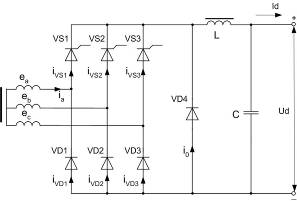 Id
VS1 VS2 VS3
L
+
iVS1 iVS2 iVS3
ea
ia
eb
ec
VD4
C
Ud
VD1 VD2 VD3
i0
iVD1 iVD2 iVD3
−